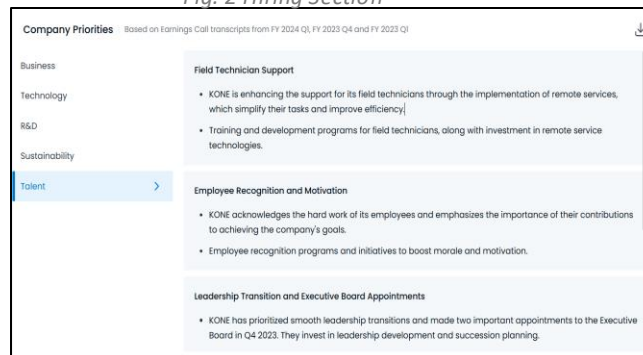 Fig. 2 Hiring Section
Company Priorities Based on Earnings Call transcripts from FY 2024 Q1, FY 2023 Q4 and FY 2023 Q1
Business
Technology
R&D
Sustainability
Talent
Field Technician Support
• KONE is enhancing the support for its field technicians through the implementation of remote services,
which simplify their tasks and improve efficiency.
• Training and development programs for field technicians, along with investment in remote service
technologies.
Employee Recognition and Motivation
• KONE acknowledges the hard work of its employees and emphasizes the importance of their contributions
to achieving the company's goals.
• Employee recognition programs and initiatives to boost morale and motivation.
Leadership Transition and Executive Board Appointments
• KONE has prioritized smooth leadership transitions and made two important appointments to the Executive
Board in Q4 2023. They invest in leadership development and succession planning.